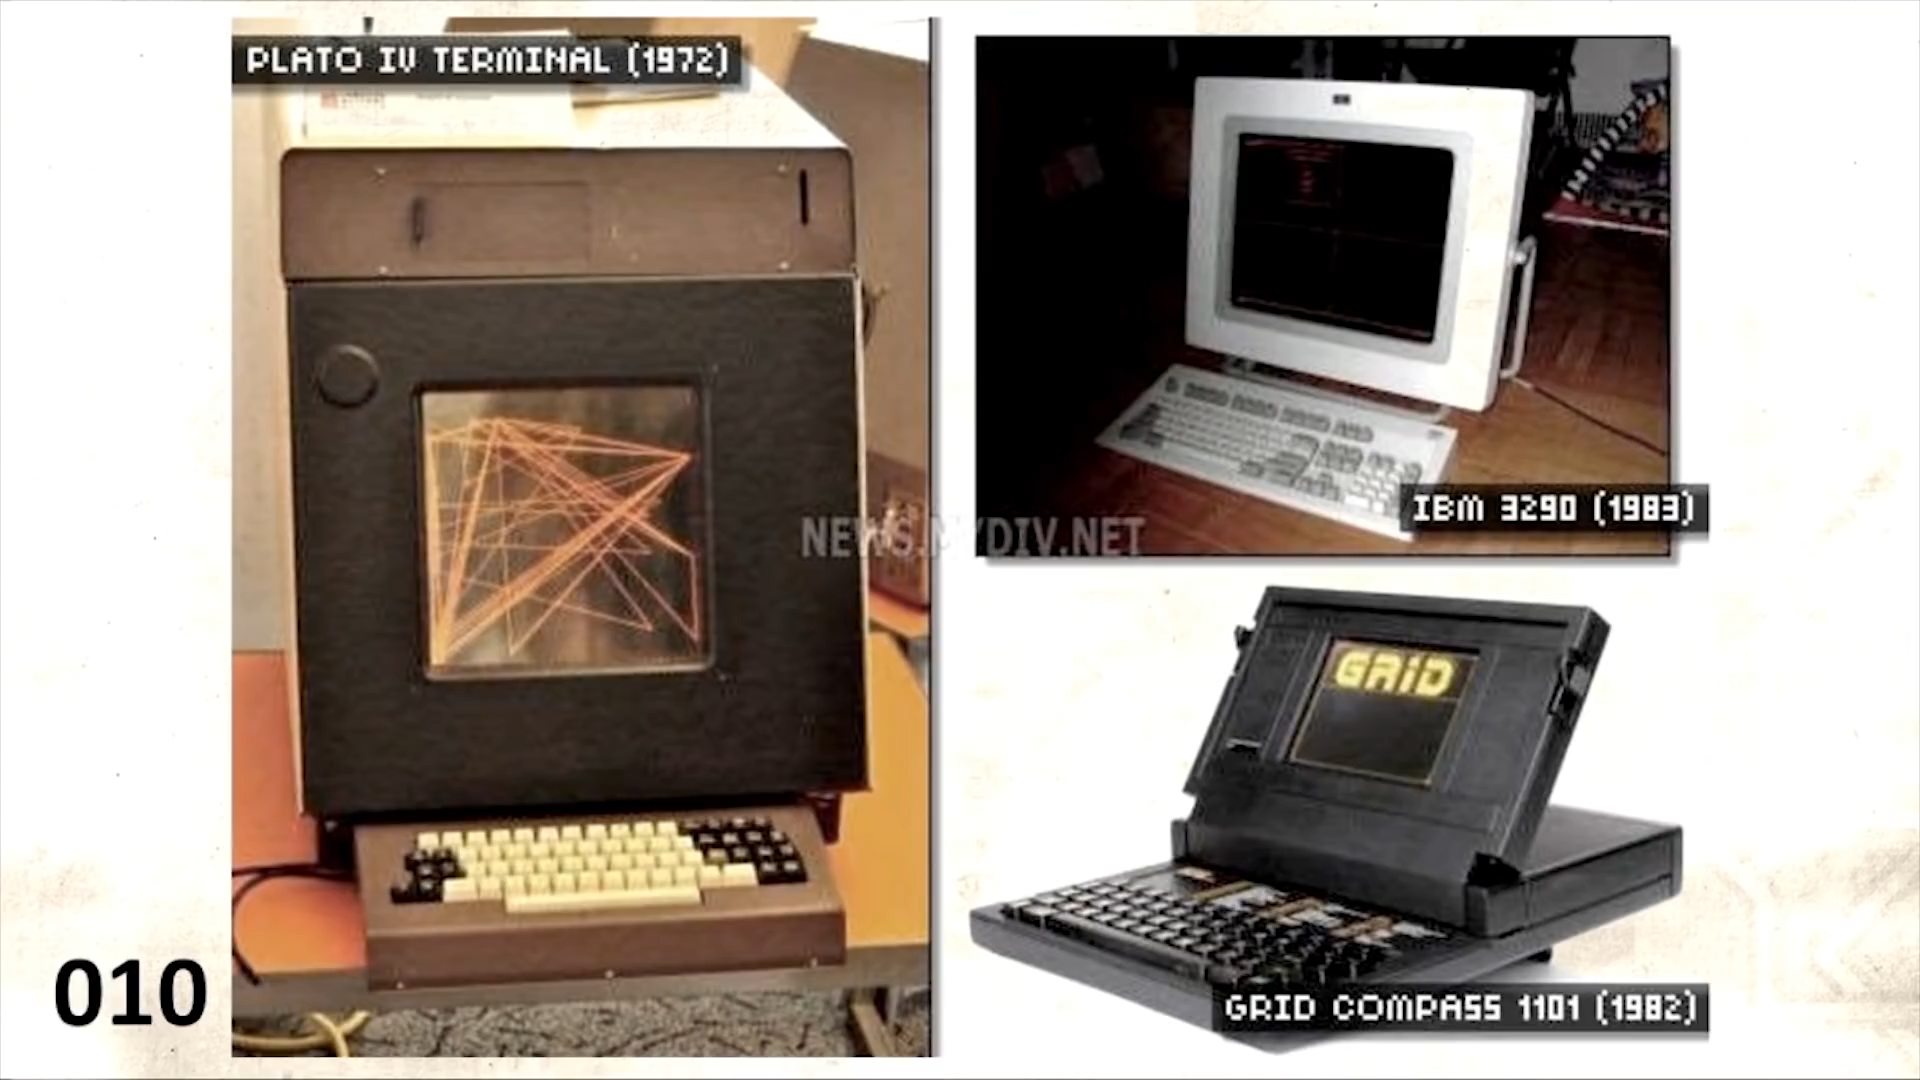 PLATO IV TERMINAL (1972)
IBM 3290 (1983)
NEWS.MYDIV.NET
GRiD
010
GRID COMPASS 1101 (1982)